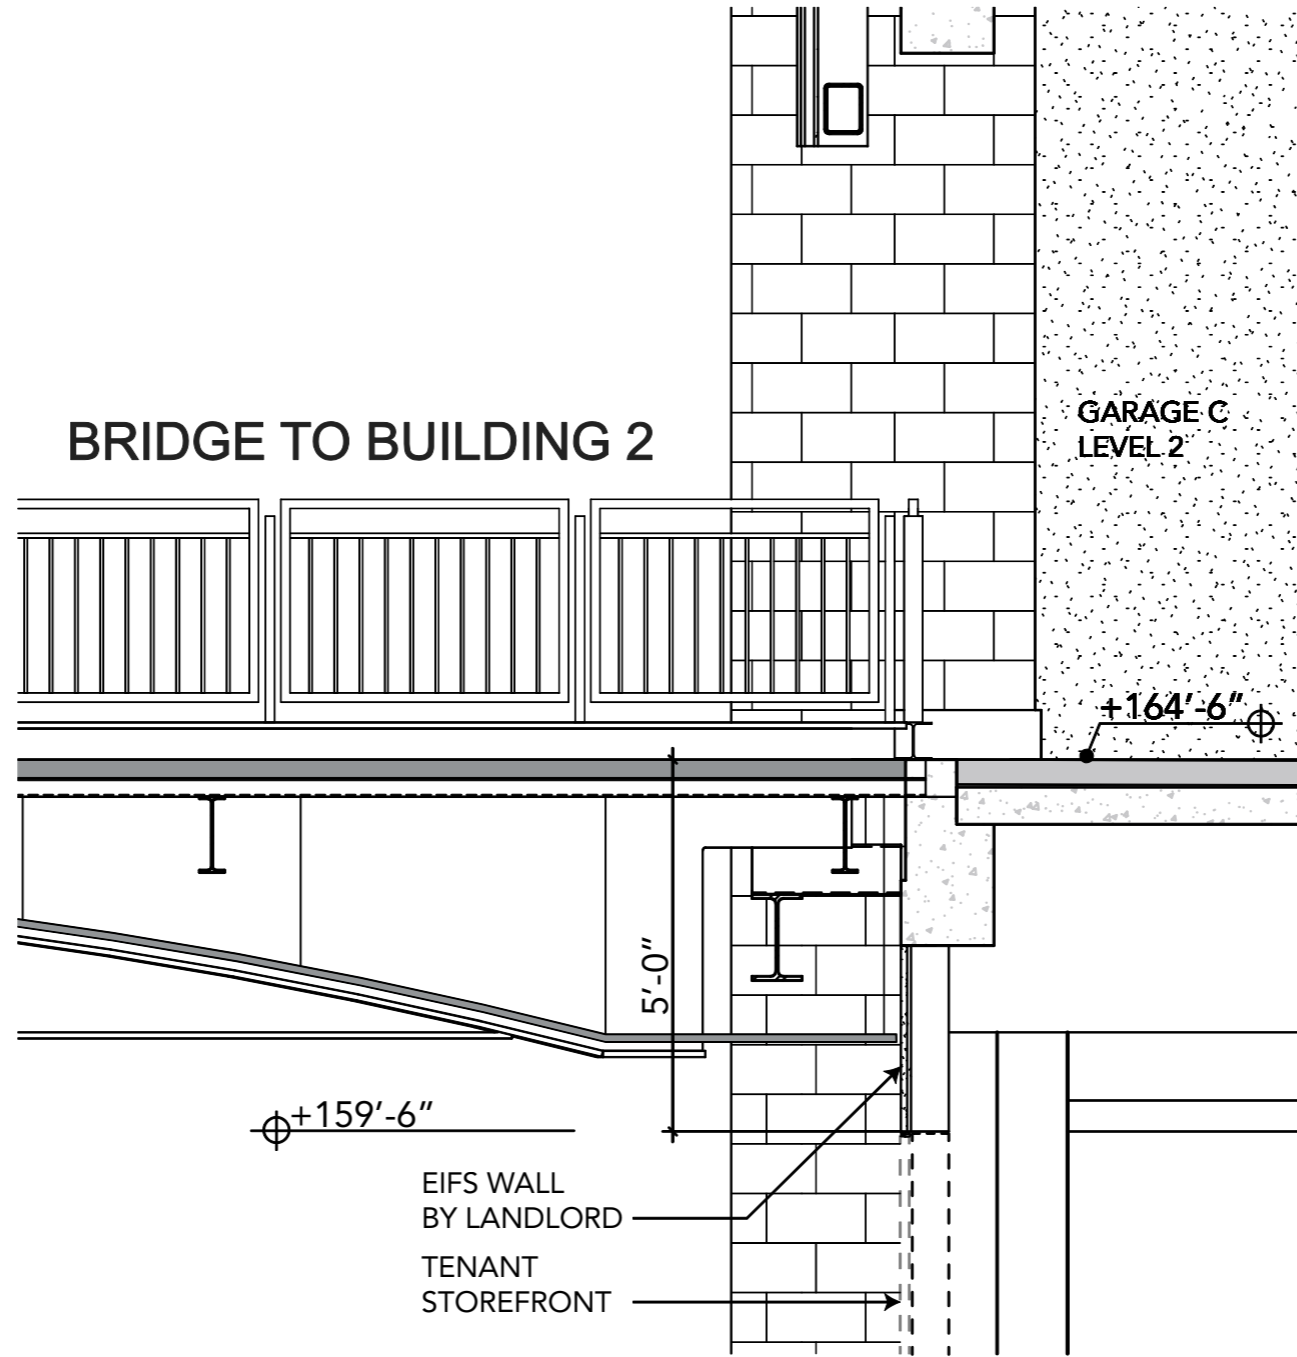 BRIDGE TO BUILDING 2
GARAGE C
LEVEL 2
+164'-6"
5'-0"
+159'-6"
EIFS WALL
BY LANDLORD
TENANT
STOREFRONT